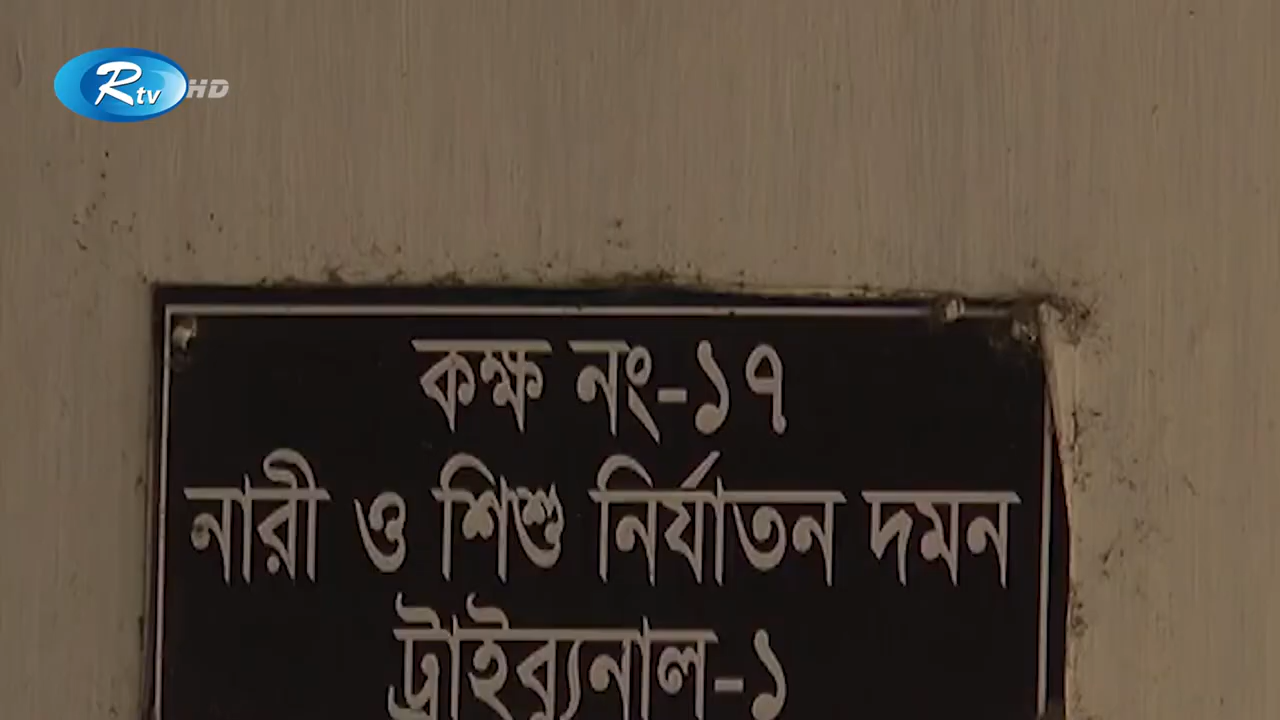 Rtv HD
কক্ষ নং-১৭
নারী ও শিশু নির্যাতন দমন
ট্রাইব্যুনাল-১